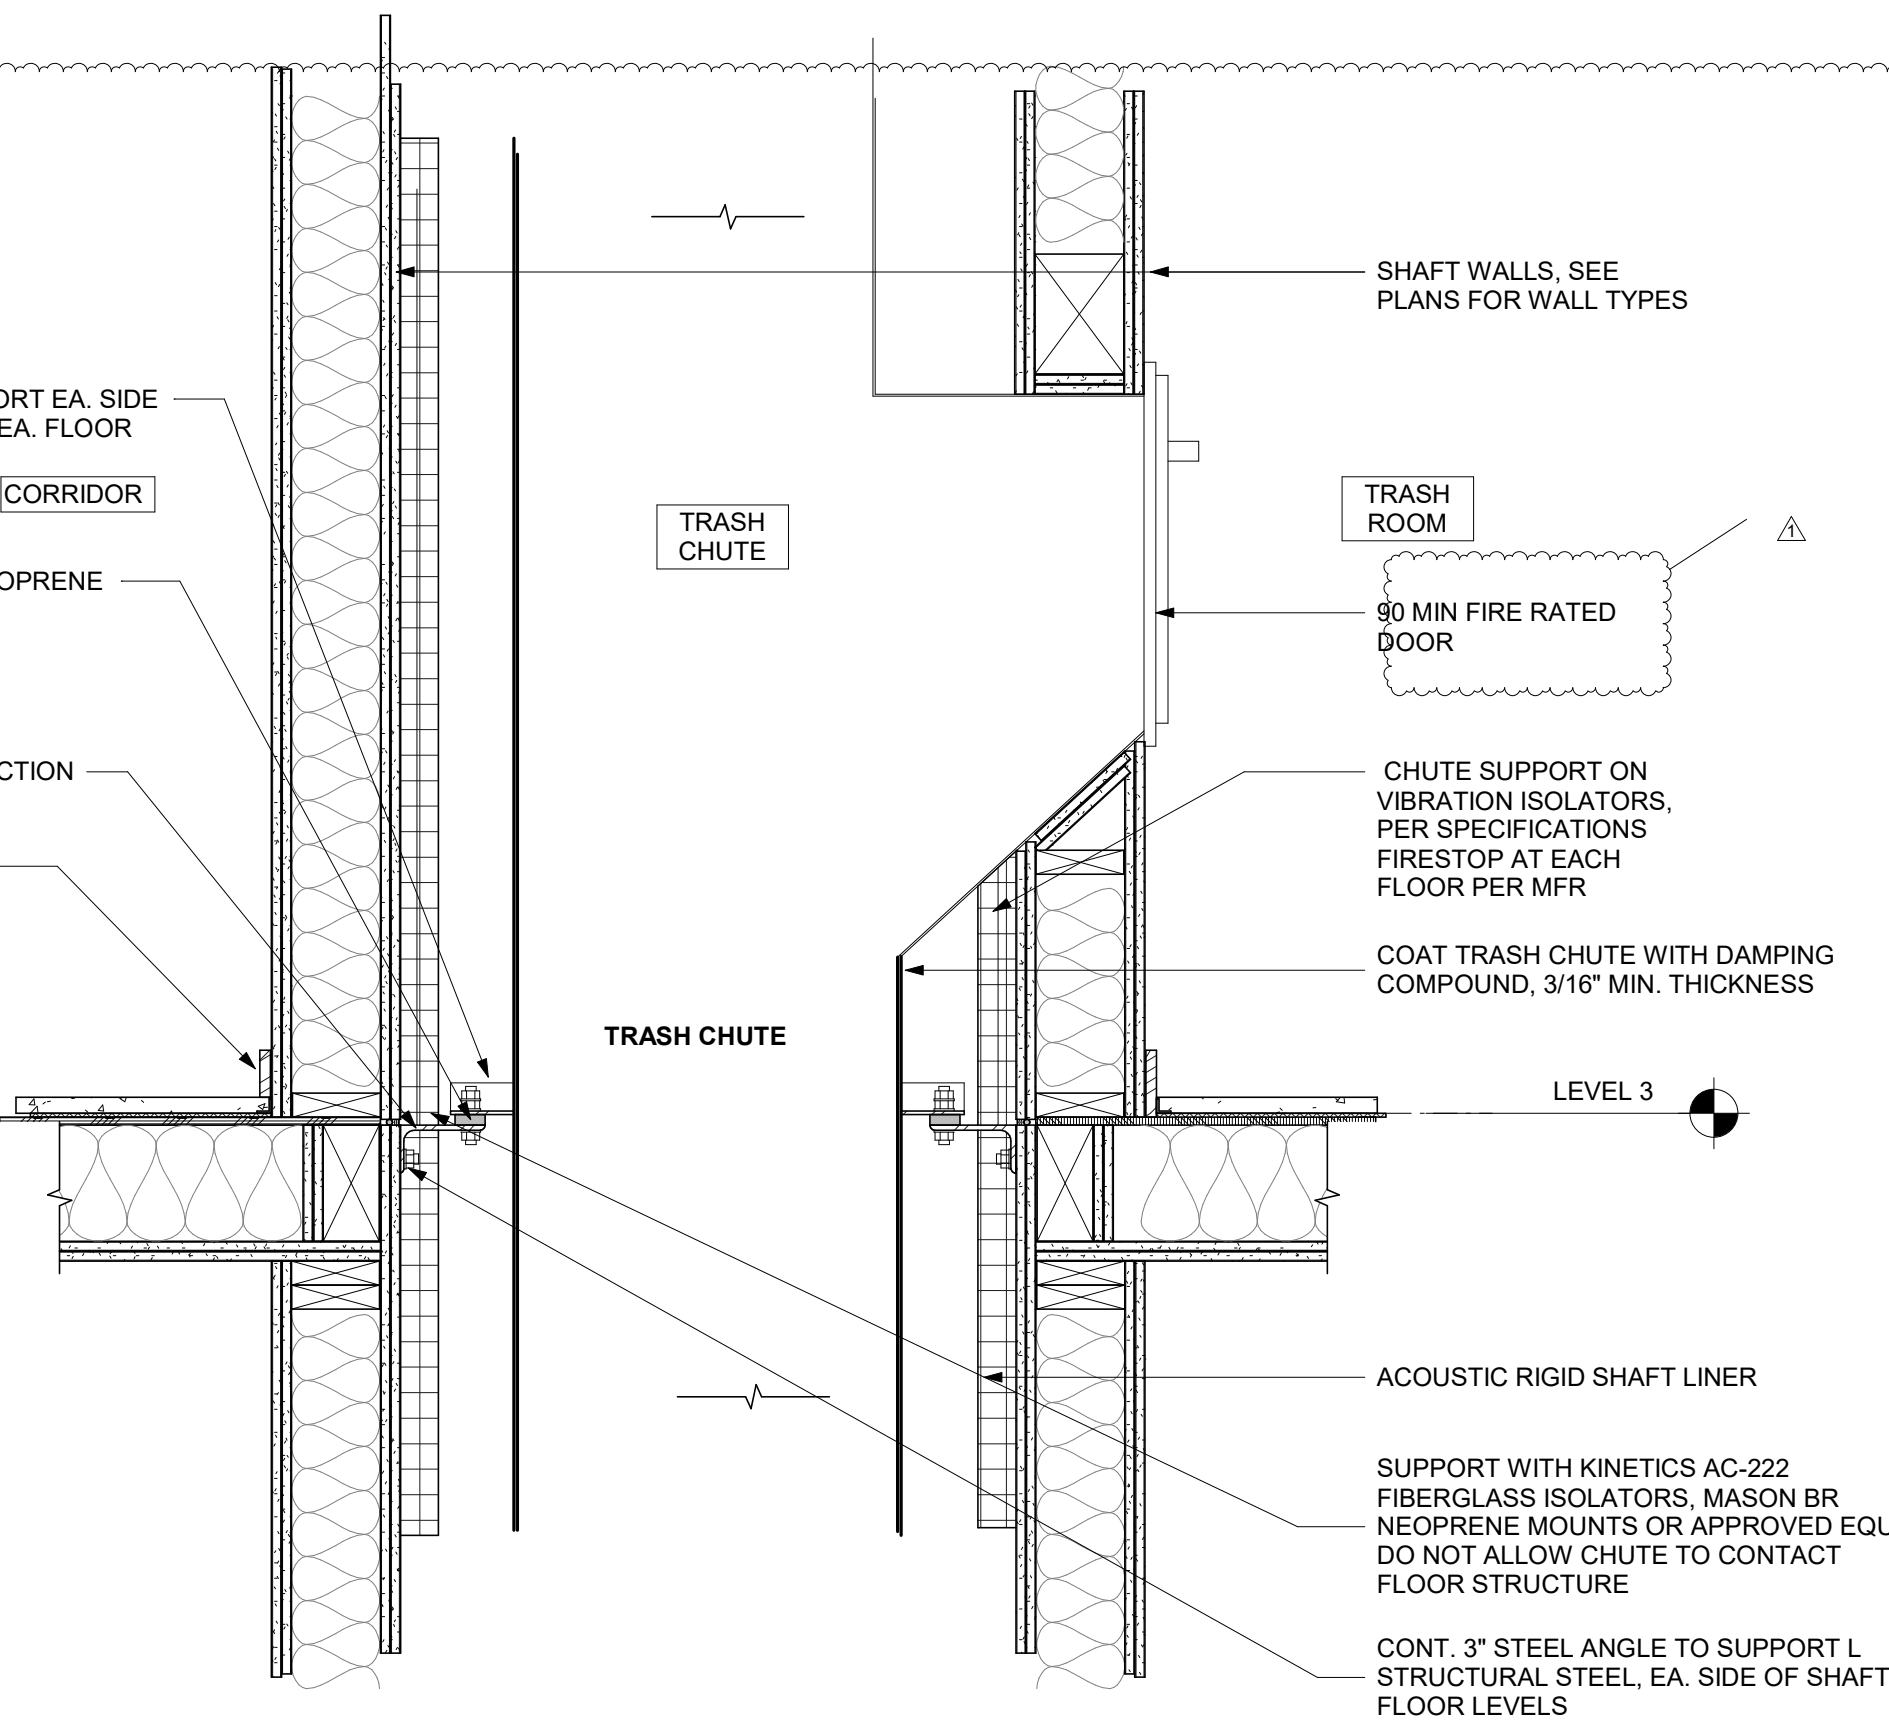 SHAFT WALLS, SEE
PLANS FOR WALL TYPES
ORT EA. SIDE
EA. FLOOR
CORRIDOR
TRASH
CHUTE
TRASH
ROOM
1
OPRENE
90 MIN FIRE RATED
DOOR
CTION
CHUTE SUPPORT ON
VIBRATION ISOLATORS,
PER SPECIFICATIONS
FIRESTOP AT EACH
FLOOR PER MFR
COAT TRASH CHUTE WITH DAMPING
COMPOUND, 3/16" MIN. THICKNESS
TRASH CHUTE
LEVEL 3
ACOUSTIC RIGID SHAFT LINER
SUPPORT WITH KINETICS AC-222
FIBERGLASS ISOLATORS, MASON BR
NEOPRENE MOUNTS OR APPROVED EQU
DO NOT ALLOW CHUTE TO CONTACT
FLOOR STRUCTURE
CONT. 3" STEEL ANGLE TO SUPPORT L
STRUCTURAL STEEL, EA. SIDE OF SHAFT
FLOOR LEVELS